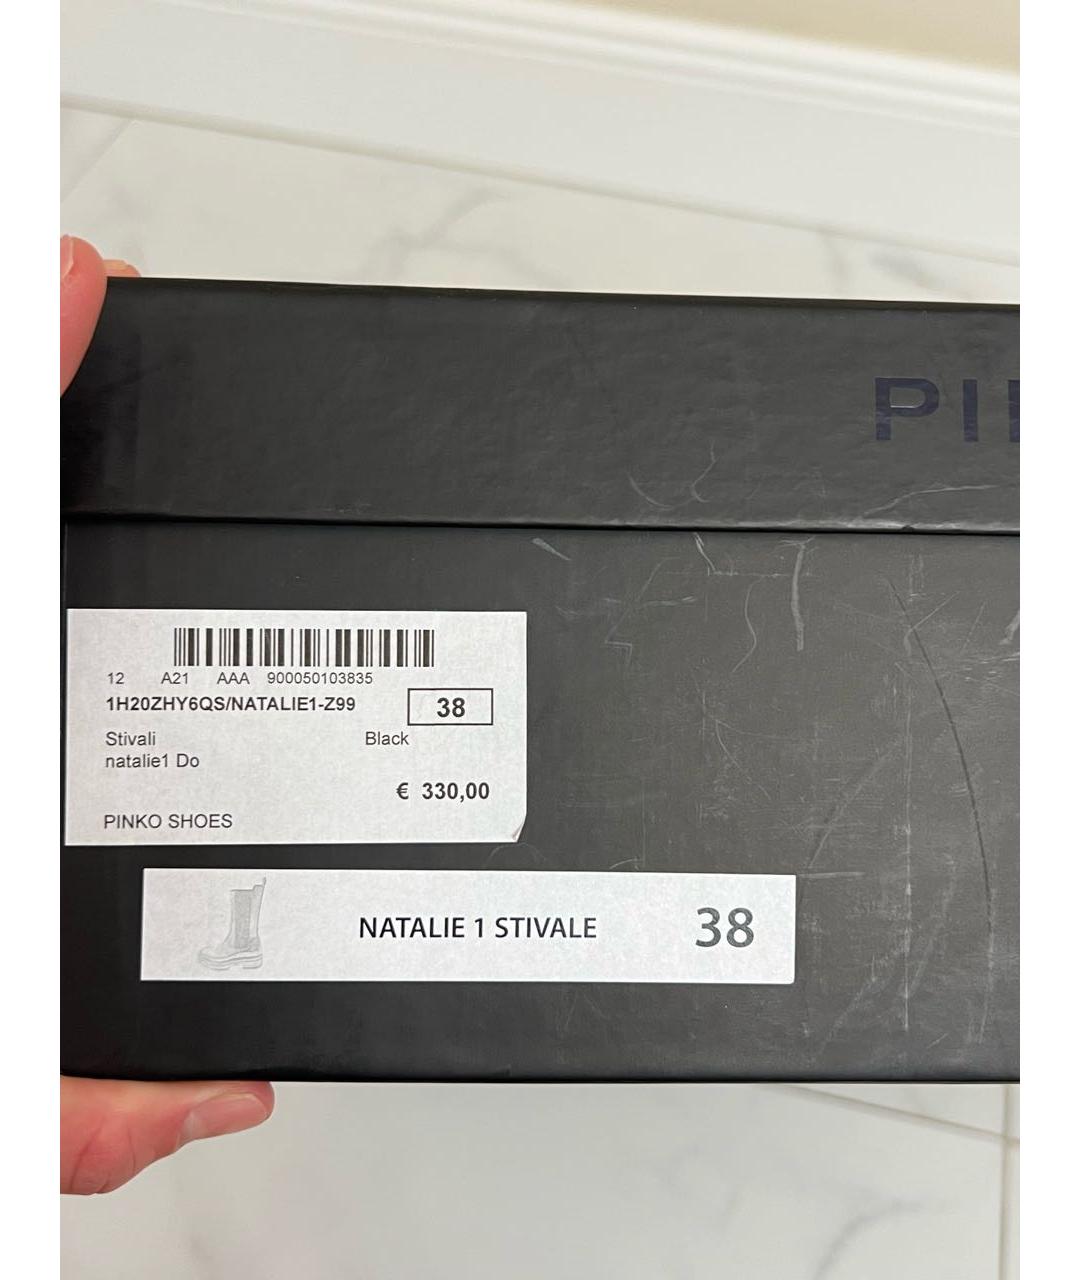 PI
12 A21 AAA 900050103835
1H20ZHY6QS/NATALIE1-Z99 38
Stivali Black
natalie1 Do
€ 330,00
PINKO SHOES
NATALIE 1 STIVALE 38